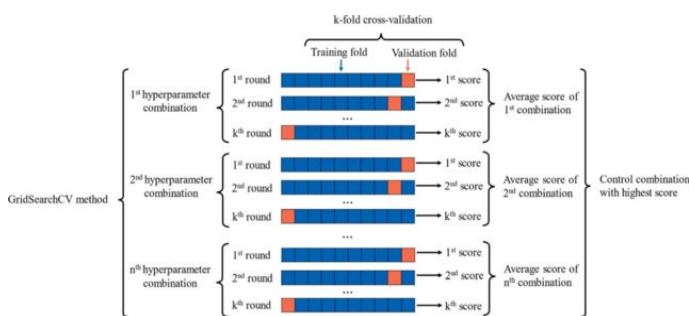 k-fold cross-validation
Training fold Validation fold
1st round 1st score
1st hyperparameter
combination
2nd round 2nd score
...
kth round kth score
Average score of
1st combination
1st round 1st score
2nd hyperparameter
combination
2nd round 2nd score
...
kth round kth score
Average score of
2nd combination
GridSearchCV method
Control combination
with highest score
...
...
1st round 1st score
nth hyperparameter
combination
2nd round 2nd score
...
kth round kth score
Average score of
nth combination